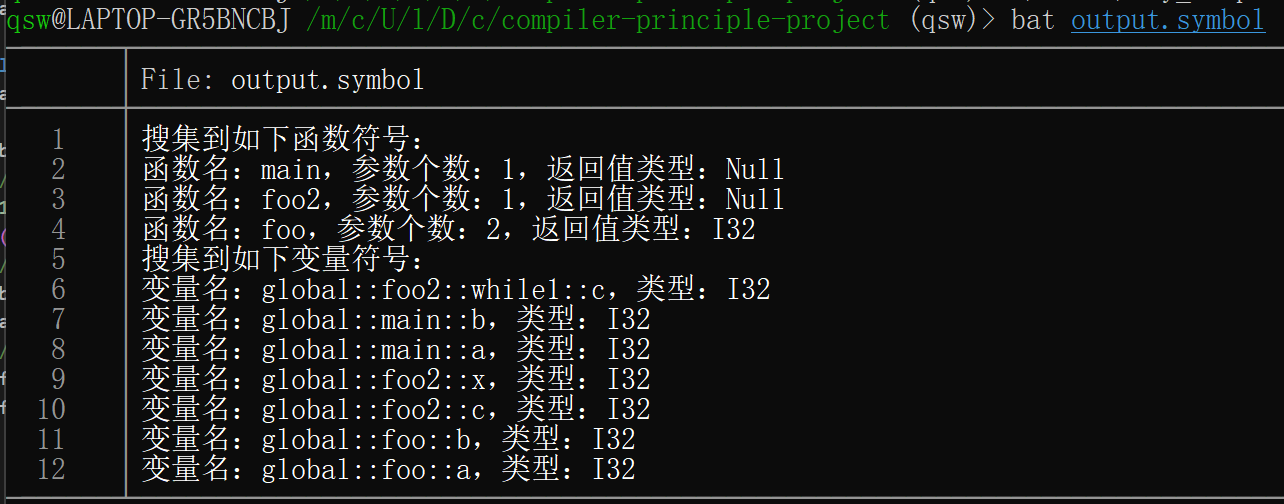 qsw@LAPTOP-GR5BNCBJ /m/c/U/l/D/c/compiler-principle-project (qsw)> bat output.symbol
File: output.symbol
1 搜集到如下函数符号:
2 函数名: main, 参数个数: 1, 返回值类型: Null
3 函数名: foo2, 参数个数: 1, 返回值类型: Null
4 函数名: foo, 参数个数: 2, 返回值类型: I32
5 搜集到如下变量符号:
6 变量名: global::foo2::while1::c, 类型: I32
7 变量名: global::main::b, 类型: I32
8 变量名: global::main::a, 类型: I32
9 变量名: global::foo2::x, 类型: I32
10 变量名: global::foo2::c, 类型: I32
11 变量名: global::foo::b, 类型: I32
12 变量名: global::foo::a, 类型: I32